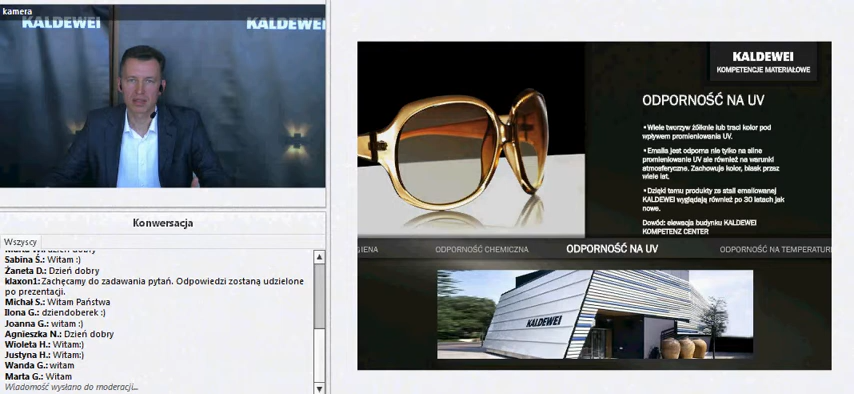 kamera
KALDEWEI
KALDEWEI
Konwersacja
Wszyscy
Sabina Ś.: Witam :)
Żaneta D.: Dzień dobry
klaxon1: Zachęcamy do zadawania pytań. Odpowiedzi zostaną udzielone
po prezentacji.
Michał S.: Witam Państwa
Ilona G.: dziendoberek :)
Joanna G.: witam :)
Agnieszka N.: Dzień dobry
Wioleta H.: Witam:)
Justyna H.: Witam:)
Wanda G.: witam
Marta G.: Witam
Wiadomość wysłano do moderacji...
KALDEWEI
KOMPETENCJE MATERIAŁOWE
ODPORNOŚĆ NA UV
• Wiele tworzyw żółknie lub traci kolor pod
wpływem promieniowania UV.
• Emalia jest odporna nie tylko na silne
promieniowanie UV ale również na warunki
atmosferyczne. Zachowuje kolor, blask przez
wiele lat.
• Dzięki temu produkty ze stali emaliowanej
KALDEWEI wyglądają również po 30 latach jak
nowe.
Dowód: elewacja budynku KALDEWEI
KOMPETENZ CENTER
GIENA ODPORNOŚĆ CHEMICZNA ODPORNOŚĆ NA UV ODPORNOŚĆ NA TEMPERATUR
KALDEWEI